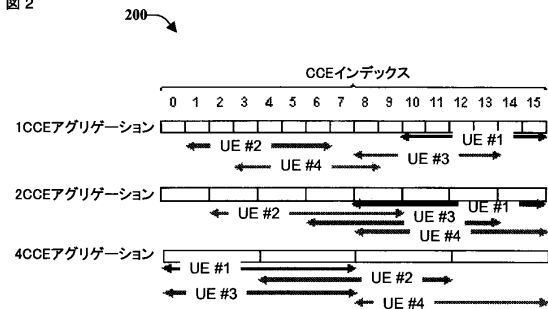 図 2
200
CCEインデックス
0 1 2 3 4 5 6 7 8 9 10 11 12 13 14 15
1CCEアグリゲーション
UE #1
UE #2
UE #3
UE #4
2CCEアグリゲーション
UE #1
UE #2
UE #3
UE #4
4CCEアグリゲーション
UE #1
UE #2
UE #3
UE #4